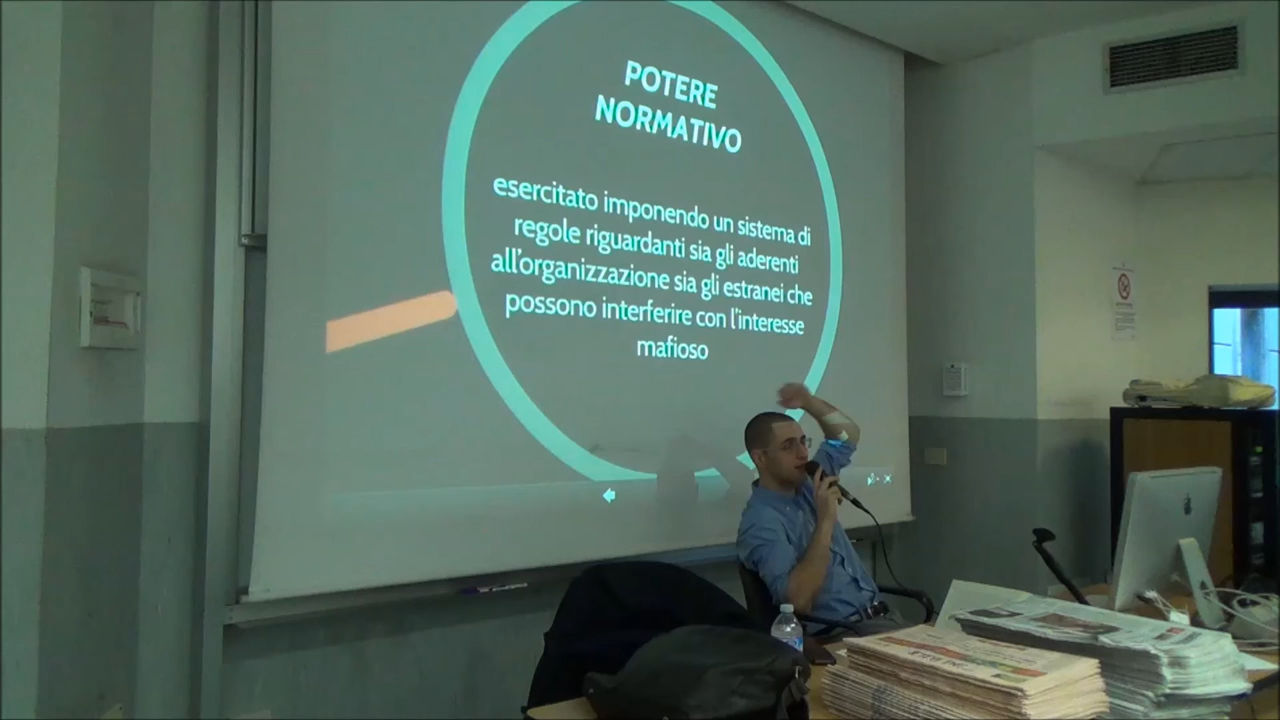 POTERE
NORMATIVO
esercitato imponendo un sistema di
regole riguardanti sia gli aderenti
all'organizzazione sia gli estranei che
possono interferire con l'interesse
mafioso